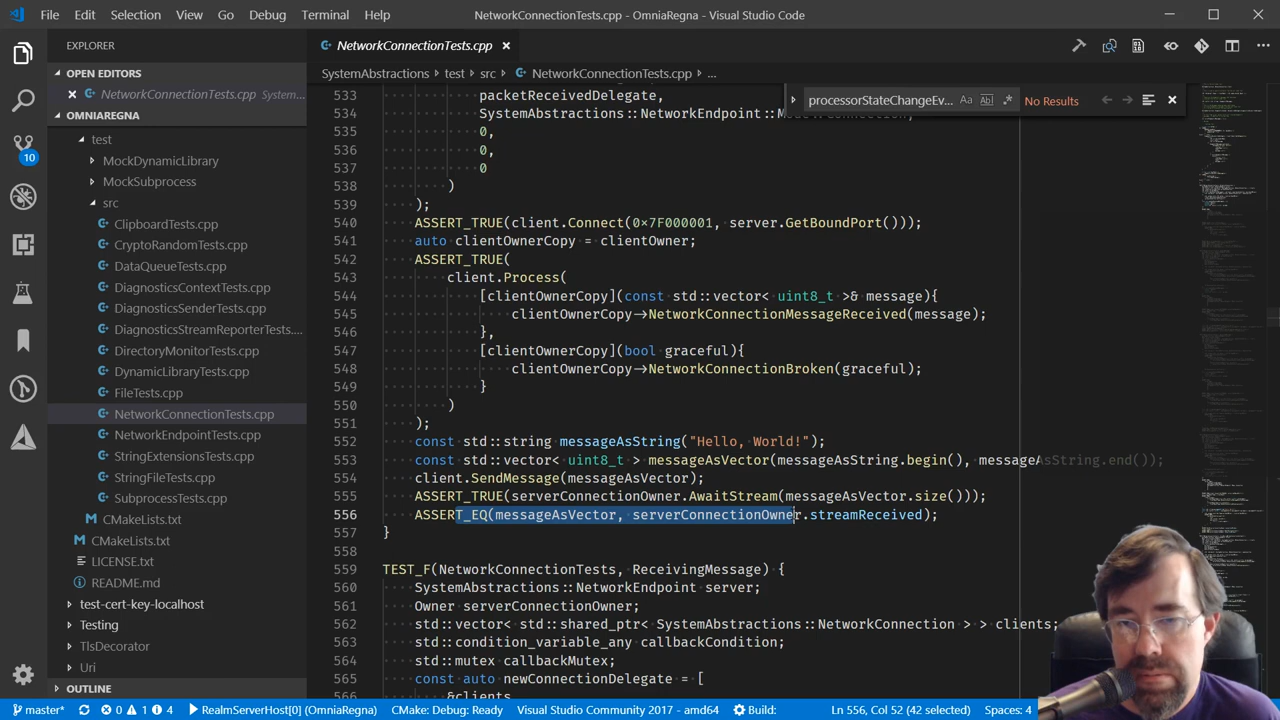 File Edit Selection View Go Debug Terminal Help
NetworkConnectionTests.cpp - OmniaRegna - Visual Studio Code
EXPLORER
OPEN EDITORS
NetworkConnectionTests.cpp System...
OMNIAREGNA
test
MockDynamicLibrary
MockSubprocess
src
ClipboardTests.cpp
CryptoRandomTests.cpp
DataQueueTests.cpp
DiagnosticsContextTests.cpp
DiagnosticsSenderTests.cpp
DiagnosticsStreamReporterTests....
DirectoryMonitorTests.cpp
DynamicLibraryTests.cpp
FileTests.cpp
NetworkConnectionTests.cpp
NetworkEndpointTests.cpp
StringExtensionsTests.cpp
StringFileTests.cpp
SubprocessTests.cpp
CMakeLists.txt
CMakeLists.txt
LICENSE.txt
README.md
test-cert-key-localhost
Testing
TlsDecorator
Uri
OUTLINE
10
NetworkConnectionTests.cpp
SystemAbstractions test src NetworkConnectionTests.cpp ...
processorStateChangeEv... Aa Abl .* No Results
533 packetReceivedDelegate,
534 SystemAbstractions::NetworkEndpoint::
535 0,
536 0,
537 0
538 )
539 );
540 ASSERT_TRUE(client.Connect(0x7F000001, server.GetBoundPort()));
541 auto clientOwnerCopy = clientOwner;
542 ASSERT_TRUE(
543 client.Process(
544 [clientOwnerCopy](const std::vector< uint8_t >& message){
545 clientOwnerCopy->NetworkConnectionMessageReceived(message);
546 },
547 [clientOwnerCopy](bool graceful){
548 clientOwnerCopy->NetworkConnectionBroken(graceful);
549 }
550 )
551 );
552 const std::string messageAsString("Hello, World!");
553 const std::vector< uint8_t > messageAsVector(messageAsString.begin(), messageAsString.end());
554 client.SendMessage(messageAsVector);
555 ASSERT_TRUE(serverConnectionOwner.AwaitStream(messageAsVector.size()));
556 ASSERT_EQ(messageAsVector, serverConnectionOwner.streamReceived);
557 }
558
559 TEST_F(NetworkConnectionTests, ReceivingMessage) {
560 SystemAbstractions::NetworkEndpoint server;
561 Owner serverConnectionOwner;
562 std::vector< std::shared_ptr< SystemAbstractions::NetworkConnection > > clients;
563 std::condition_variable_any callbackCondition;
564 std::mutex callbackMutex;
565 const auto newConnectionDelegate = [
566 &clients
master* 0 1 4 RealmServerHost[0] (OmniaRegna) CMake: Debug: Ready Visual Studio Community 2017 - amd64 Build: Ln 556, Col 52 (42 selected) Spaces: 4